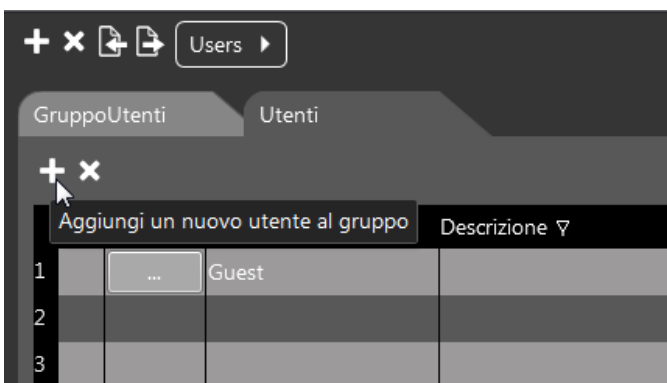 Users
GruppoUtenti Utenti
Aggiungi un nuovo utente al gruppo Descrizione
1 ... Guest
2
3